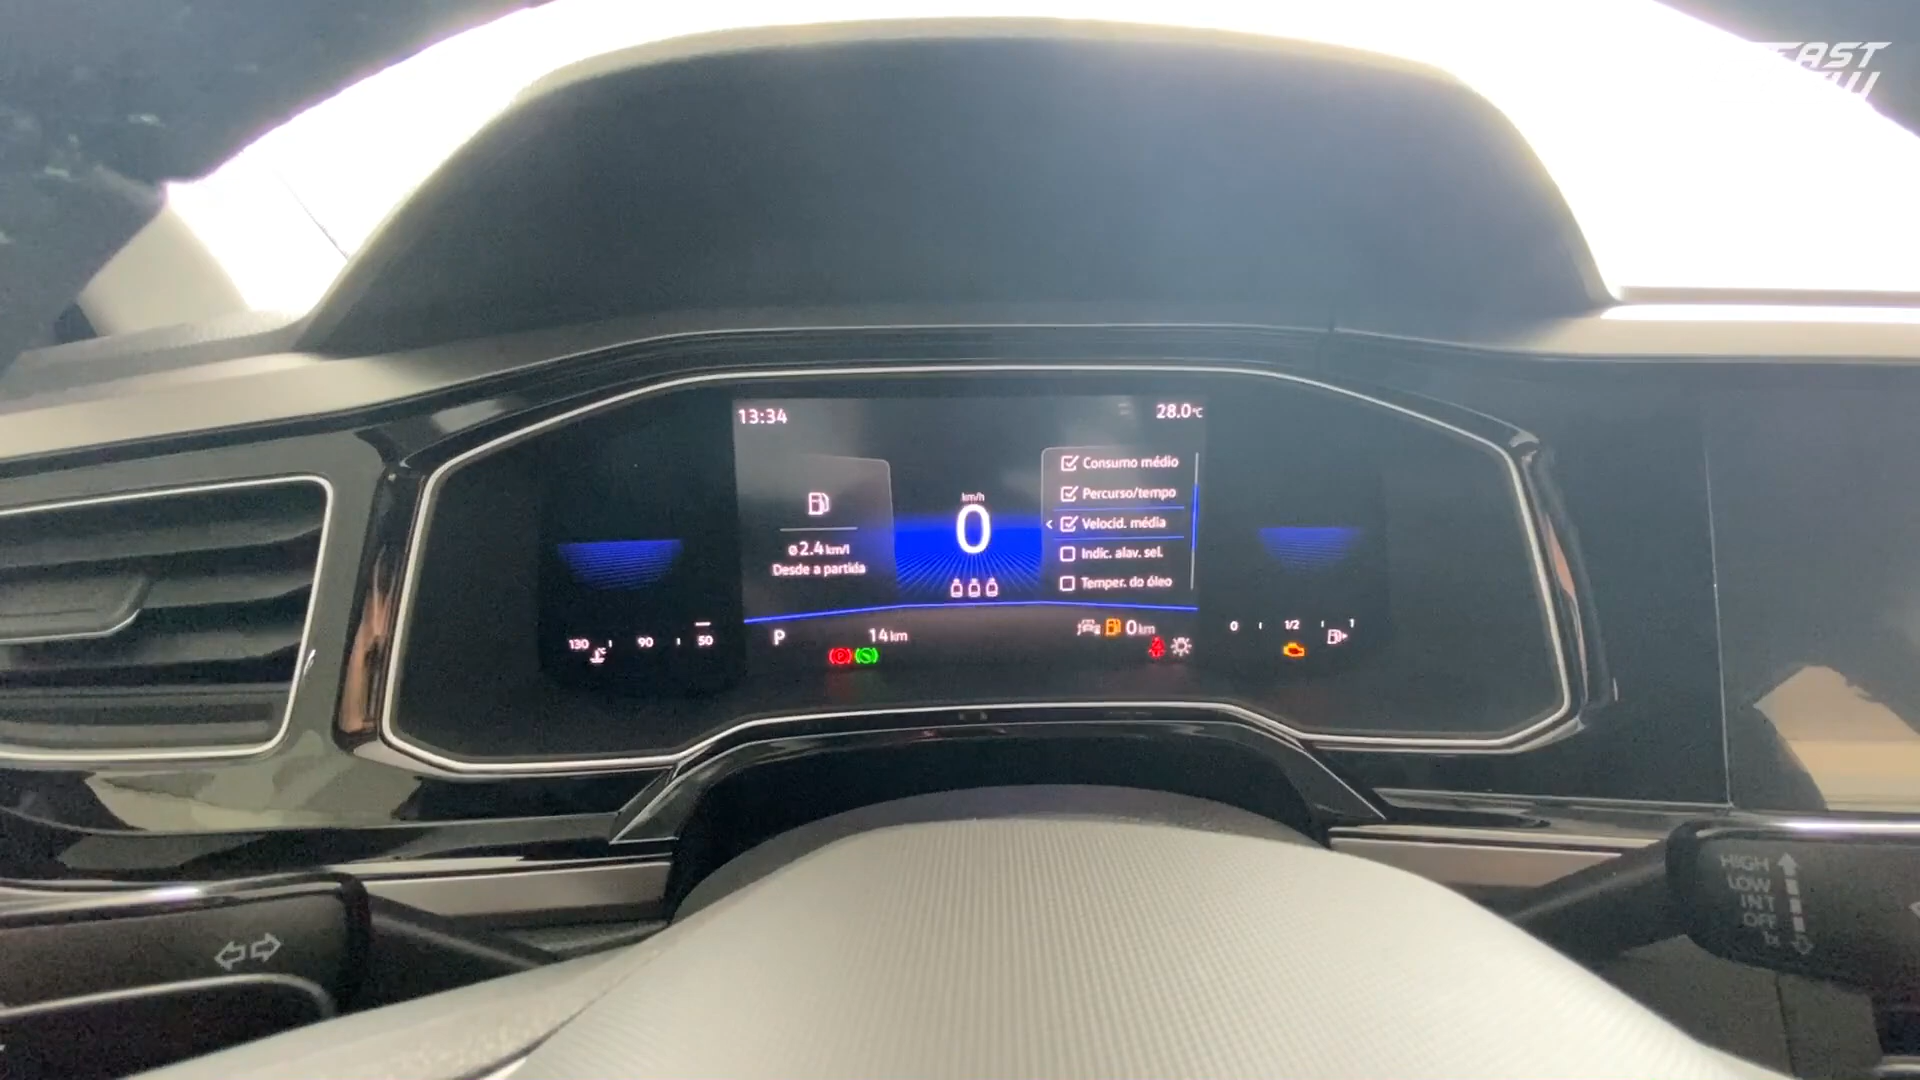 FAST
13:34
28.0°C
km/h
0
ø2.4 km/l
Desde a partida
Consumo médio
Percurso/tempo
< Velocid. média
Indic. alav. sel.
Temper. do óleo
130 90 50
P 14 km
0 km
0 1/2 1
HIGH
LOW
INT
OFF
1x